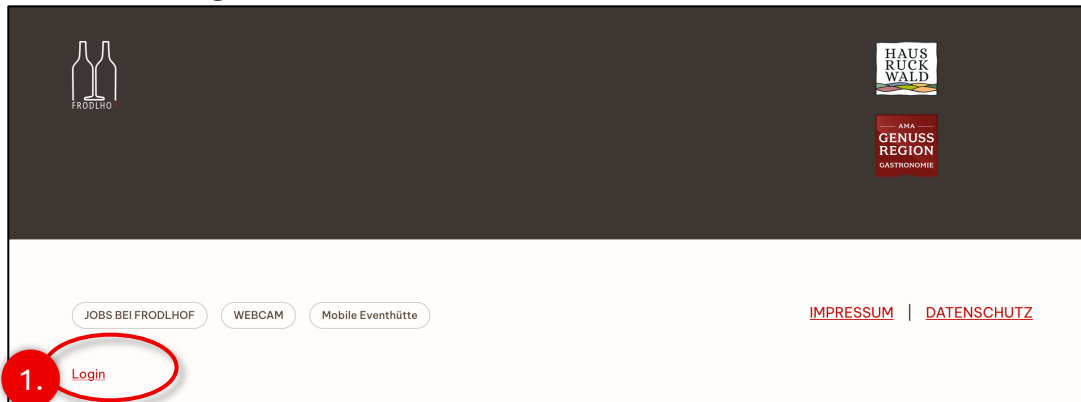 FRODLHOF
HAUS
RUCK
WALD
AMA
GENUSS
REGION
GASTRONOMIE
JOBS BEI FRODLHOF WEBCAM Mobile Eventhütte IMPRESSUM | DATENSCHUTZ
1. Login